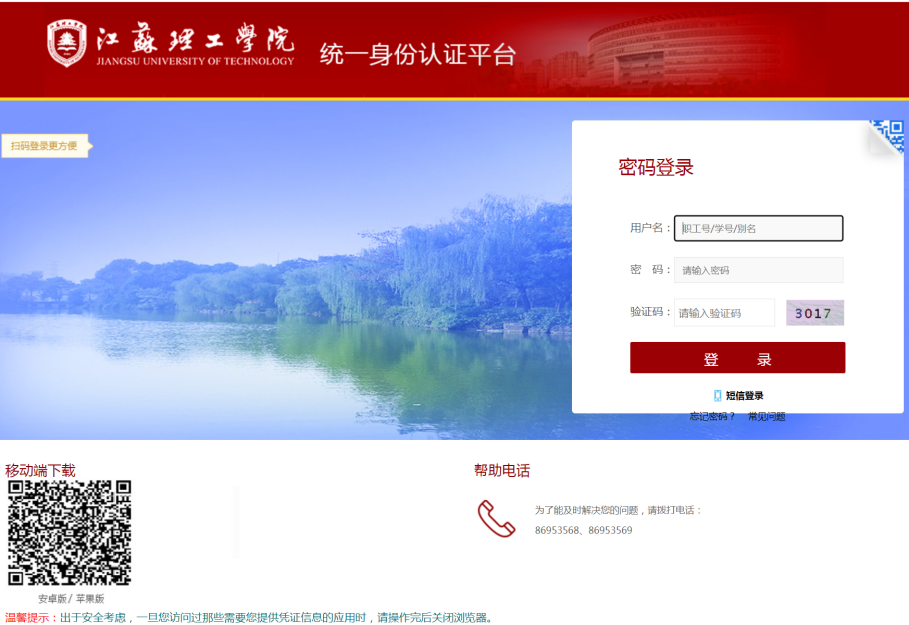 江蘇理工學院
JIANGSU UNIVERSITY OF TECHNOLOGY
统一身份认证平台
扫码登录更方便
密码登录
用户名：
职工号/学号/别名
密 码：
请输入密码
验证码：
请输入验证码
3017
登 录
短信登录
忘记密码？ 常见问题
移动端下载
安卓版/ 苹果版
帮助电话
为了能及时解决您的问题，请拨打电话：
86953568、86953569
温馨提示：出于安全考虑，一旦您访问过那些需要您提供凭证信息的应用时，请操作完后关闭浏览器。